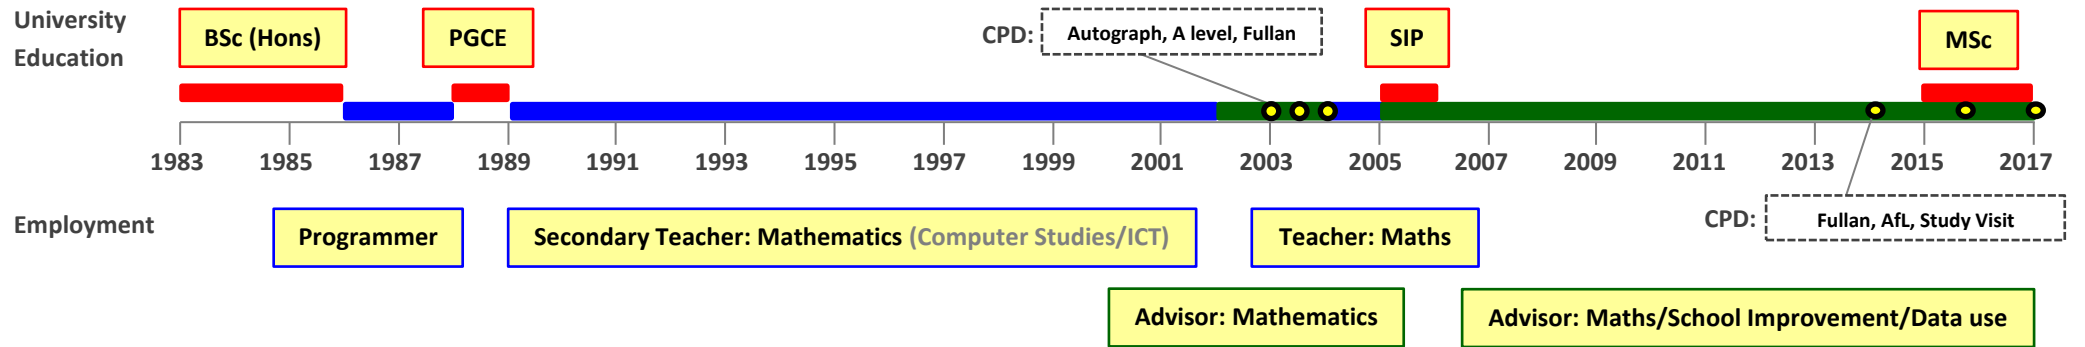 University
Education
BSc (Hons)
PGCE
CPD:
Autograph, A level, Fullan
SIP
MSc
1983 1985 1987 1989 1991 1993 1995 1997 1999 2001 2003 2005 2007 2009 2011 2013 2015 2017
Employment
Programmer
Secondary Teacher: Mathematics (Computer Studies/ICT)
Teacher: Maths
CPD:
Fullan, AfL, Study Visit
Advisor: Mathematics
Advisor: Maths/School Improvement/Data use